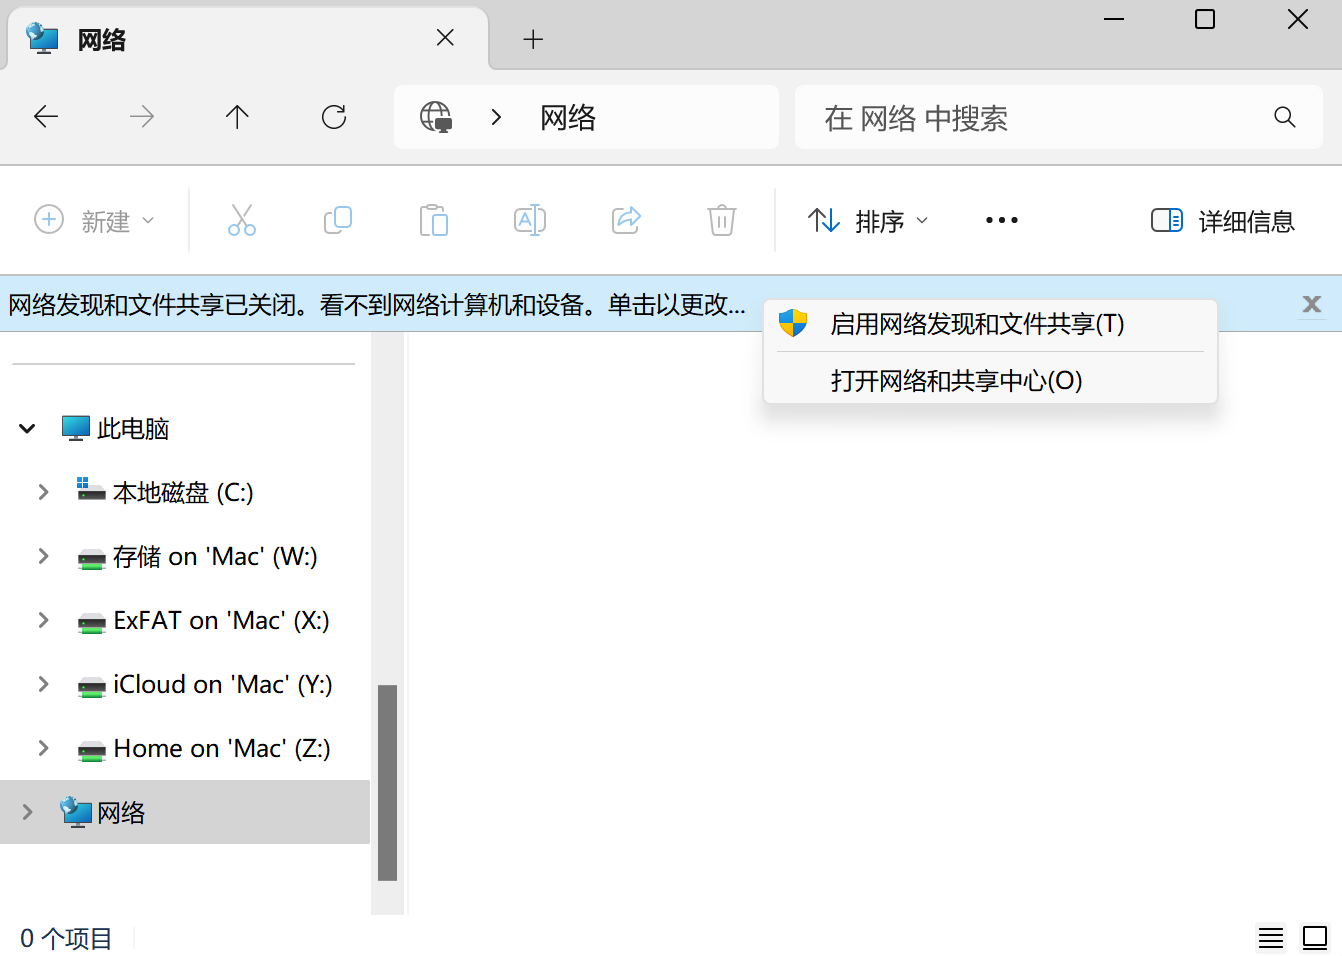 网络
网络
在 网络 中搜索
新建
排序
详细信息
网络发现和文件共享已关闭。看不到网络计算机和设备。单击以更改...
启用网络发现和文件共享(T)
打开网络和共享中心(O)
此电脑
本地磁盘 (C:)
存储 on 'Mac' (W:)
ExFAT on 'Mac' (X:)
iCloud on 'Mac' (Y:)
Home on 'Mac' (Z:)
网络
0 个项目